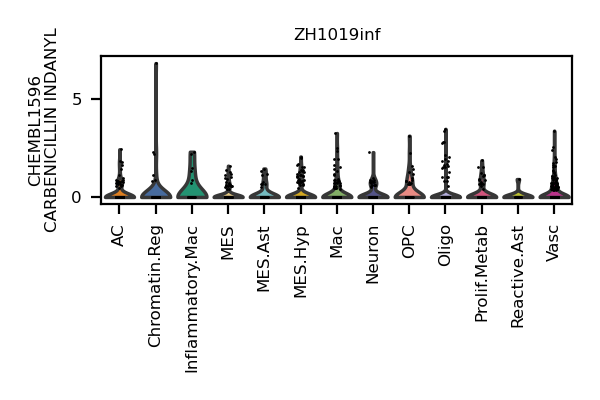 ZH1019inf
CHEMBL1596
CARBENICILLIN INDANYL
5
0
AC
Chromatin.Reg
Inflammatory.Mac
MES
MES.Ast
MES.Hyp
Mac
Neuron
OPC
Oligo
Prolif.Metab
Reactive.Ast
Vasc